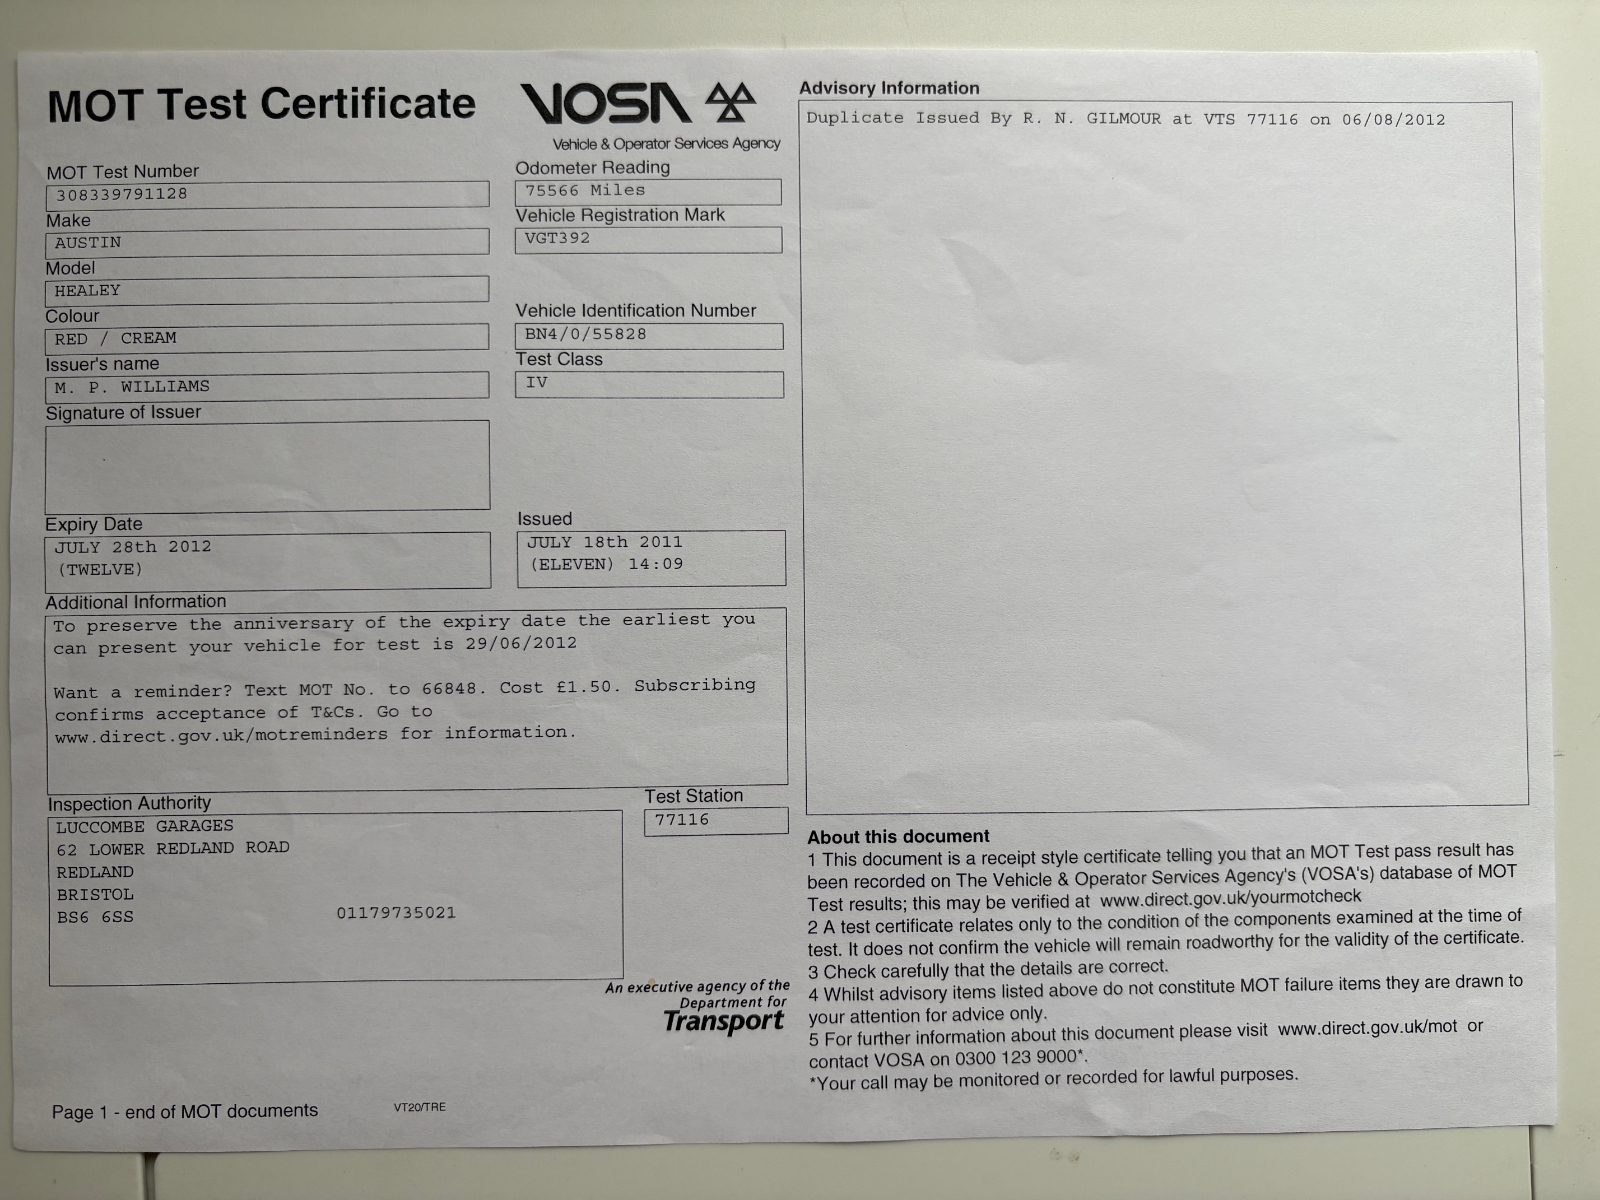 MOT Test Certificate
VOSA
Vehicle & Operator Services Agency
MOT Test Number
308339791128
Make
AUSTIN
Model
HEALEY
Colour
RED / CREAM
Issuer's name
M. P. WILLIAMS
Signature of Issuer
Odometer Reading
75566 Miles
Vehicle Registration Mark
VGT392
Vehicle Identification Number
BN4/0/55828
Test Class
IV
Expiry Date
JULY 28th 2012
(TWELVE)
Issued
JULY 18th 2011
(ELEVEN) 14:09
Additional Information
To preserve the anniversary of the expiry date the earliest you
can present your vehicle for test is 29/06/2012
Want a reminder? Text MOT No. to 66848. Cost £1.50. Subscribing
confirms acceptance of T&Cs. Go to
www.direct.gov.uk/motreminders for information.
Inspection Authority
LUCCOMBE GARAGES
62 LOWER REDLAND ROAD
REDLAND
BRISTOL
BS6 6SS 01179735021
Test Station
77116
An executive agency of the
Department for
Transport
Page 1 - end of MOT documents
VT20/TRE
Advisory Information
Duplicate Issued By R. N. GILMOUR at VTS 77116 on 06/08/2012
About this document
1 This document is a receipt style certificate telling you that an MOT Test pass result has
been recorded on The Vehicle & Operator Services Agency's (VOSA's) database of MOT
Test results; this may be verified at www.direct.gov.uk/yourmotcheck
2 A test certificate relates only to the condition of the components examined at the time of
test. It does not confirm the vehicle will remain roadworthy for the validity of the certificate.
3 Check carefully that the details are correct.
4 Whilst advisory items listed above do not constitute MOT failure items they are drawn to
your attention for advice only.
5 For further information about this document please visit www.direct.gov.uk/mot or
contact VOSA on 0300 123 9000*.
*Your call may be monitored or recorded for lawful purposes.